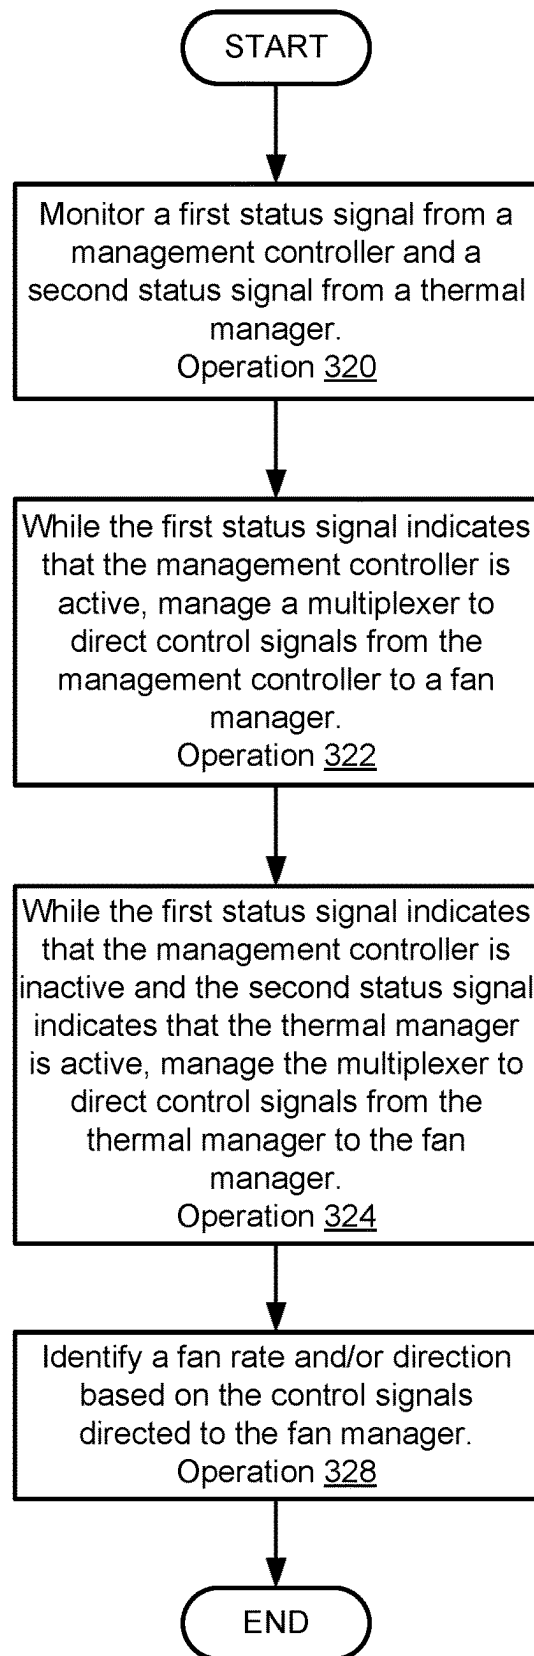 START
Monitor a first status signal from a
management controller and a
second status signal from a thermal
manager.
Operation 320
While the first status signal indicates
that the management controller is
active, manage a multiplexer to
direct control signals from the
management controller to a fan
manager.
Operation 322
While the first status signal indicates
that the management controller is
inactive and the second status signal
indicates that the thermal manager
is active, manage the multiplexer to
direct control signals from the
thermal manager to the fan
manager.
Operation 324
Identify a fan rate and/or direction
based on the control signals
directed to the fan manager.
Operation 328
END